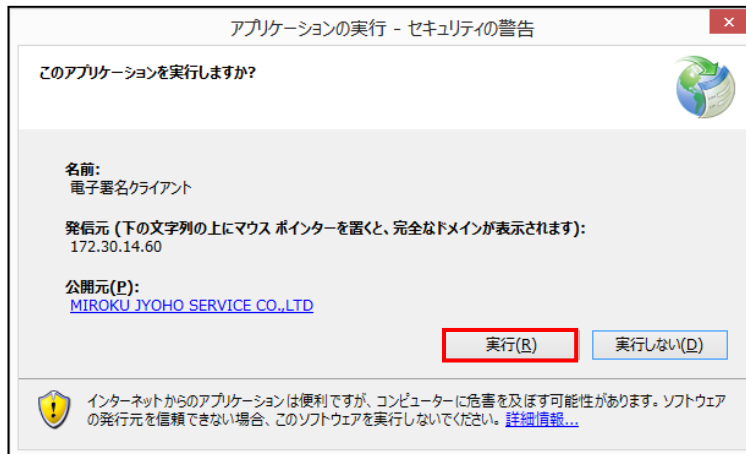 アプリケーションの実行 - セキュリティの警告
このアプリケーションを実行しますか?
名前:
電子署名クライアント
発信元 (下の文字列の上にマウス ポインターを置くと、完全なドメインが表示されます):
172.30.14.60
公開元(P):
MIROKU JYOHO SERVICE CO.,LTD
実行(R) 実行しない(D)
インターネットからのアプリケーションは便利ですが、コンピューターに危害を及ぼす可能性があります。ソフトウェア
の発行元を信頼できない場合、このソフトウェアを実行しないでください。詳細情報...